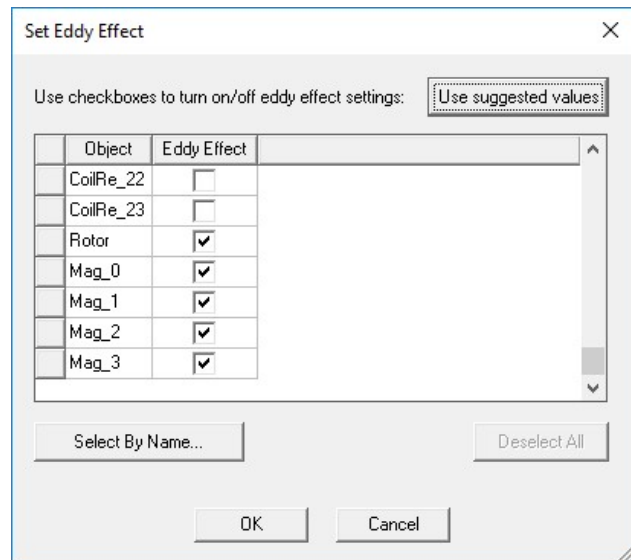 Set Eddy Effect
Use checkboxes to turn on/off eddy effect settings: Use suggested values
Object Eddy Effect
CoilRe_22
CoilRe_23
Rotor
Mag_0
Mag_1
Mag_2
Mag_3
Select By Name... Deselect All
OK Cancel